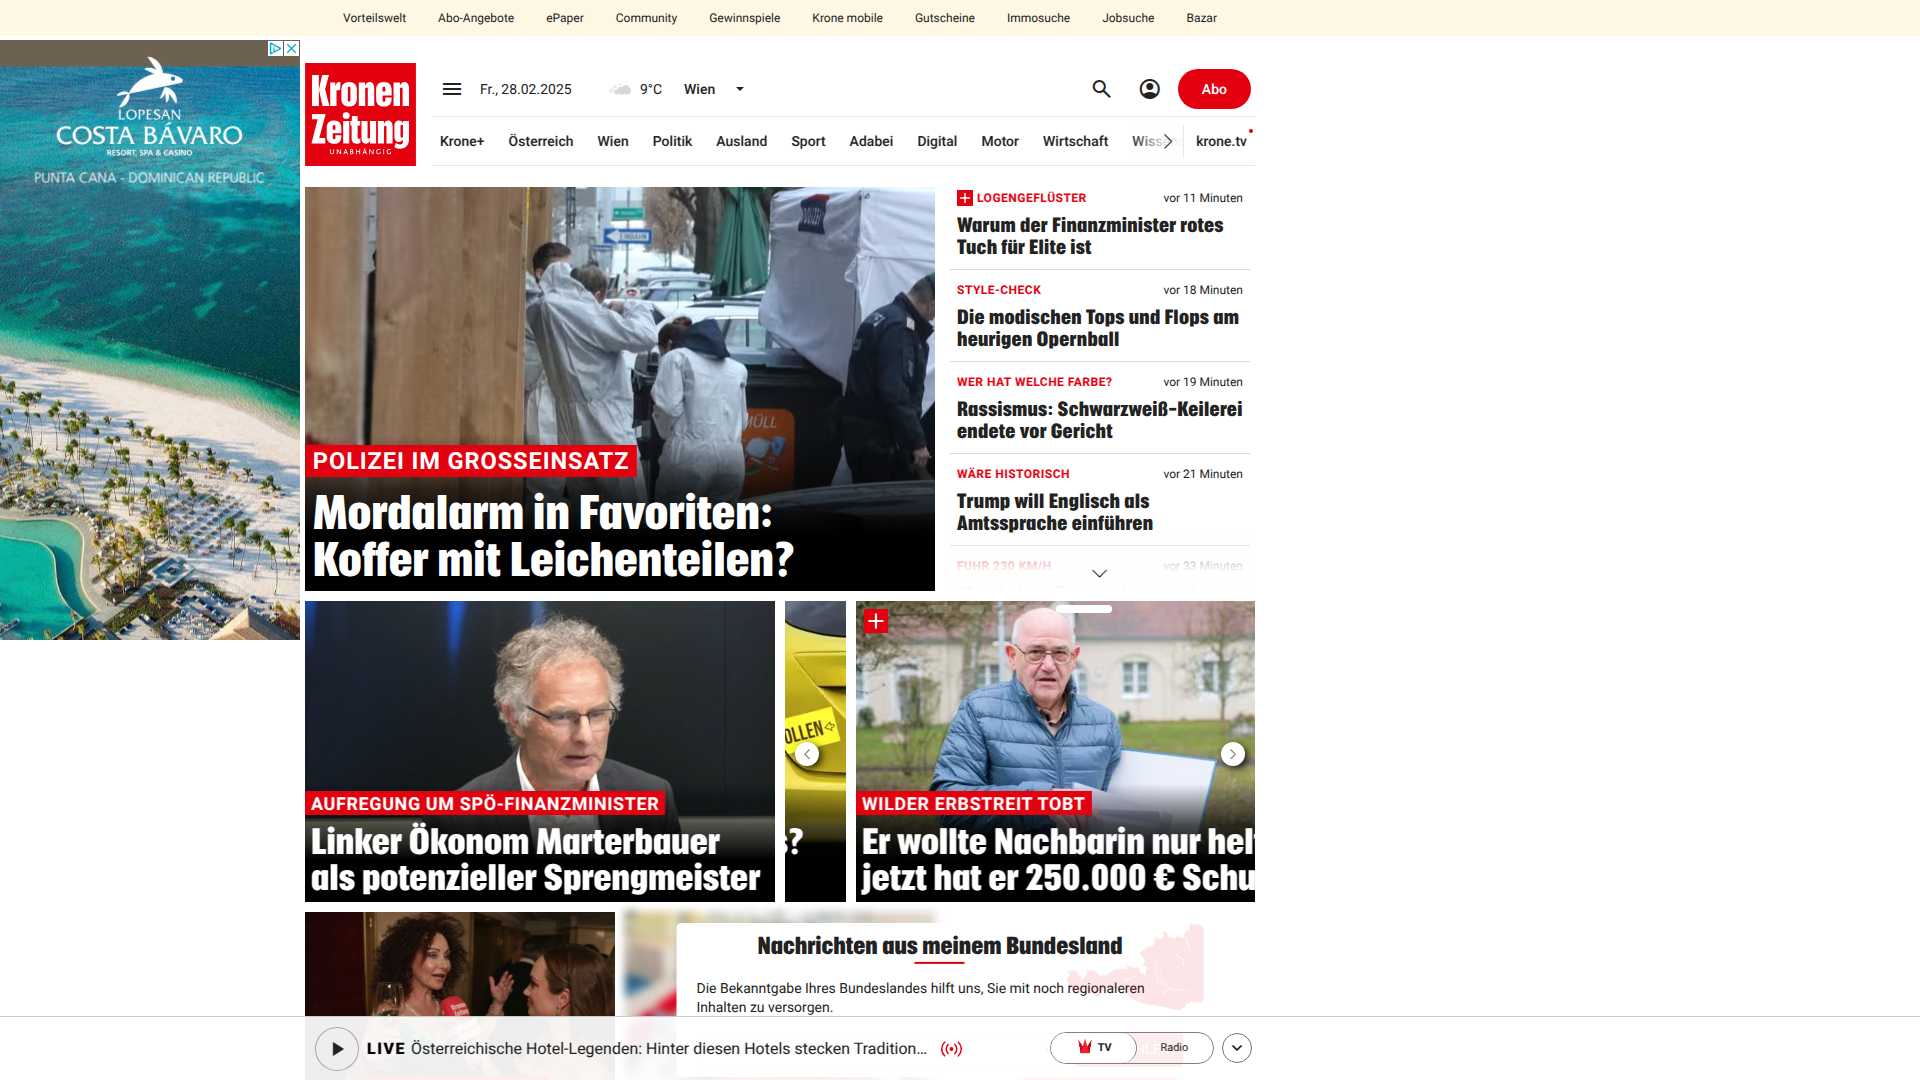 Vorteilswelt Abo-Angebote ePaper Community Gewinnspiele Krone mobile Gutscheine Immosuche Jobsuche Bazar
LOPESAN
COSTA BÁVARO
RESORT, SPA & CASINO
PUNTA CANA - DOMINICAN REPUBLIC
Kronen
Zeitung
UNABHÄNGIG
Fr., 28.02.2025 9°C Wien
Abo
Krone+ Österreich Wien Politik Ausland Sport Adabei Digital Motor Wirtschaft Wiss krone.tv
POLIZEI IM GROSSEINSATZ
Mordalarm in Favoriten:
Koffer mit Leichenteilen?
LOGENGEFLÜSTER vor 11 Minuten
Warum der Finanzminister rotes
Tuch für Elite ist
STYLE-CHECK vor 18 Minuten
Die modischen Tops und Flops am
heurigen Opernball
WER HAT WELCHE FARBE? vor 19 Minuten
Rassismus: Schwarzweiß-Keilerei
endete vor Gericht
WÄRE HISTORISCH vor 21 Minuten
Trump will Englisch als
Amtssprache einführen
FUHR 230 KM/H vor 33 Minuten
AUFREGUNG UM SPÖ-FINANZMINISTER
Linker Ökonom Marterbauer
als potenzieller Sprengmeister
OLLEN
s?
WILDER ERBSTREIT TOBT
Er wollte Nachbarin nur hel
jetzt hat er 250.000 € Schu
Kronen
Zeitung
Nachrichten aus meinem Bundesland
Die Bekanntgabe Ihres Bundeslandes hilft uns, Sie mit noch regionaleren
Inhalten zu versorgen.
LIVE Österreichische Hotel-Legenden: Hinter diesen Hotels stecken Tradition...
TV Radio